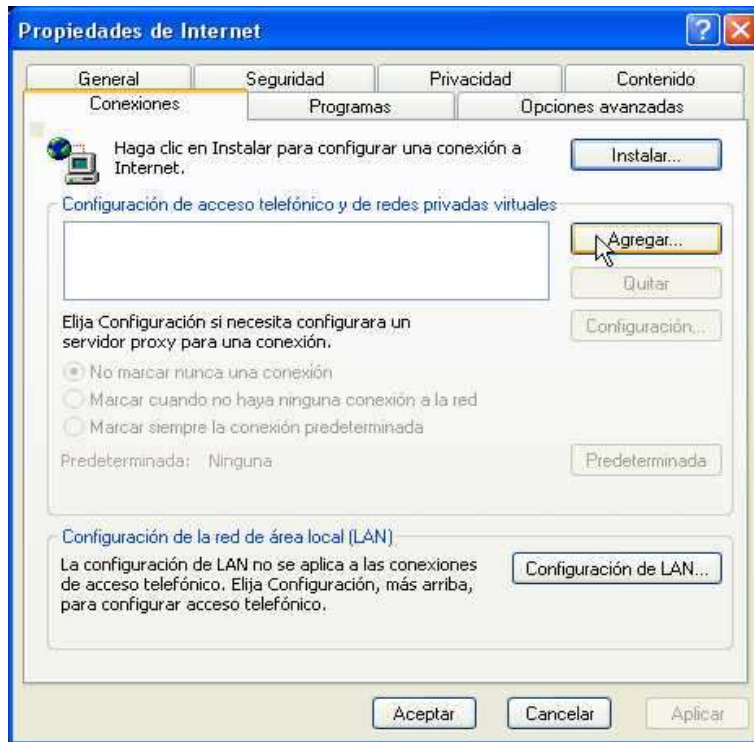 Propiedades de Internet
General Seguridad Privacidad Contenido
Conexiones Programas Opciones avanzadas
Haga clic en Instalar para configurar una conexión a
Internet.
Instalar...
Configuración de acceso telefónico y de redes privadas virtuales
Agregar...
Quitar
Elija Configuración si necesita configurara un
servidor proxy para una conexión.
Configuración...
No marcar nunca una conexión
Marcar cuando no haya ninguna conexión a la red
Marcar siempre la conexión predeterminada
Predeterminada: Ninguna
Predeterminada
Configuración de la red de área local (LAN)
La configuración de LAN no se aplica a las conexiones
de acceso telefónico. Elija Configuración, más arriba,
para configurar acceso telefónico.
Configuración de LAN...
Aceptar Cancelar Aplicar